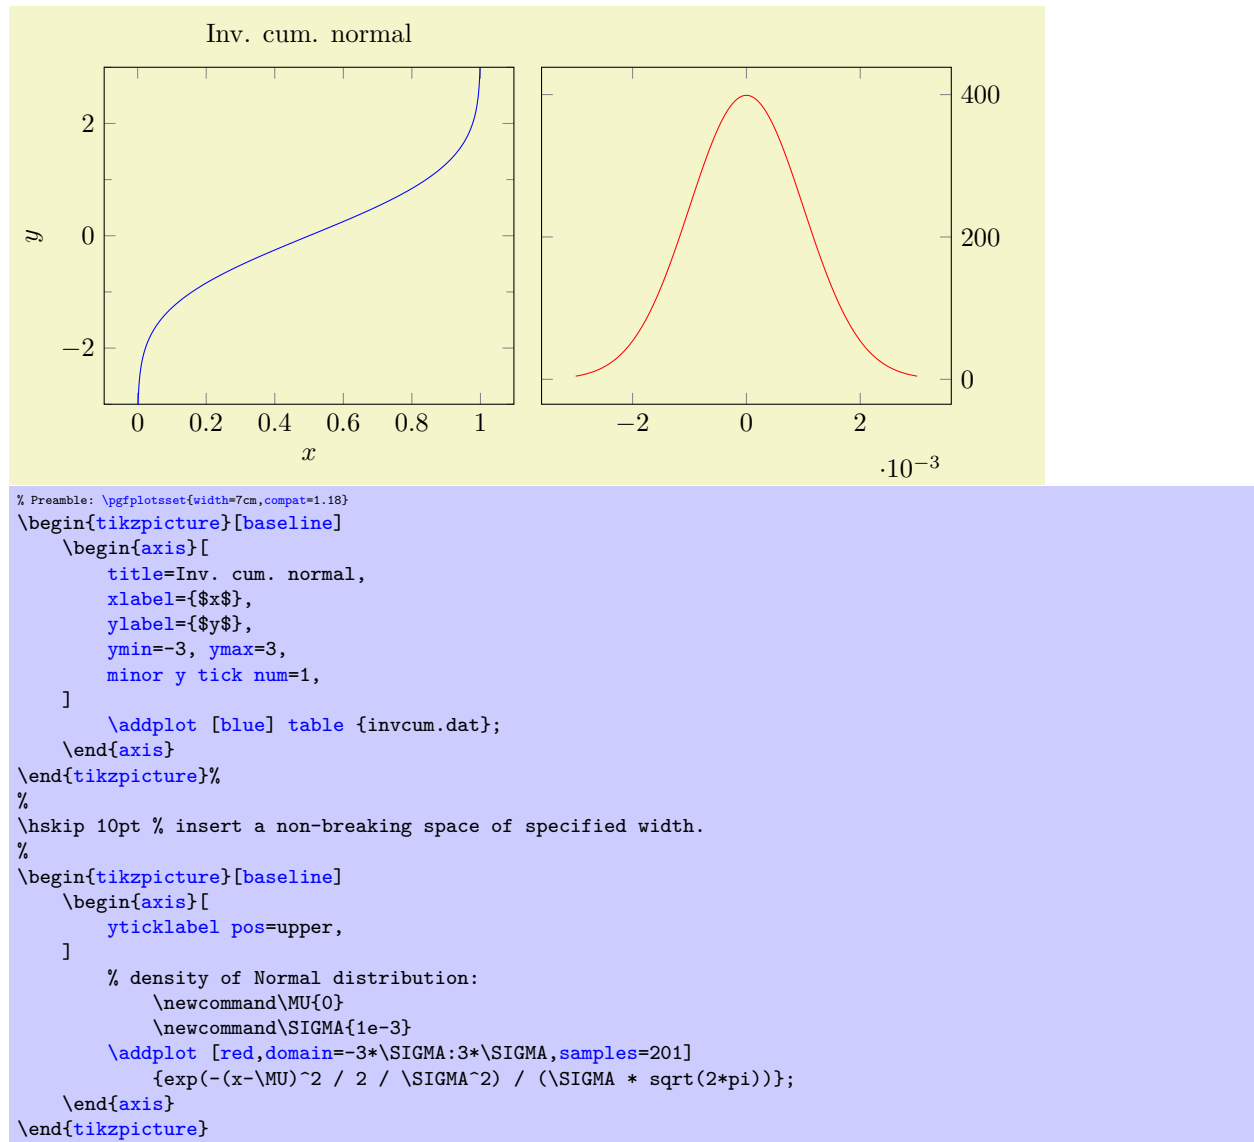 Inv. cum. normal
2
0
−2
y
0 0.2 0.4 0.6 0.8 1
x
400
200
0
−2 0 2
·10−3
% Preamble: \pgfplotsset{width=7cm,compat=1.18}
\begin{tikzpicture}[baseline]
    \begin{axis}[
        title=Inv. cum. normal,
        xlabel={$x$},
        ylabel={$y$},
        ymin=-3, ymax=3,
        minor y tick num=1,
    ]
        \addplot [blue] table {invcum.dat};
    \end{axis}
\end{tikzpicture}%
%
\hskip 10pt % insert a non-breaking space of specified width.
%
\begin{tikzpicture}[baseline]
    \begin{axis}[
        yticklabel pos=upper,
    ]
        % density of Normal distribution:
            \newcommand\MU{0}
            \newcommand\SIGMA{1e-3}
        \addplot [red,domain=-3*\SIGMA:3*\SIGMA,samples=201]
            {exp(-(x-\MU)^2 / 2 / \SIGMA^2) / (\SIGMA * sqrt(2*pi))};
    \end{axis}
\end{tikzpicture}